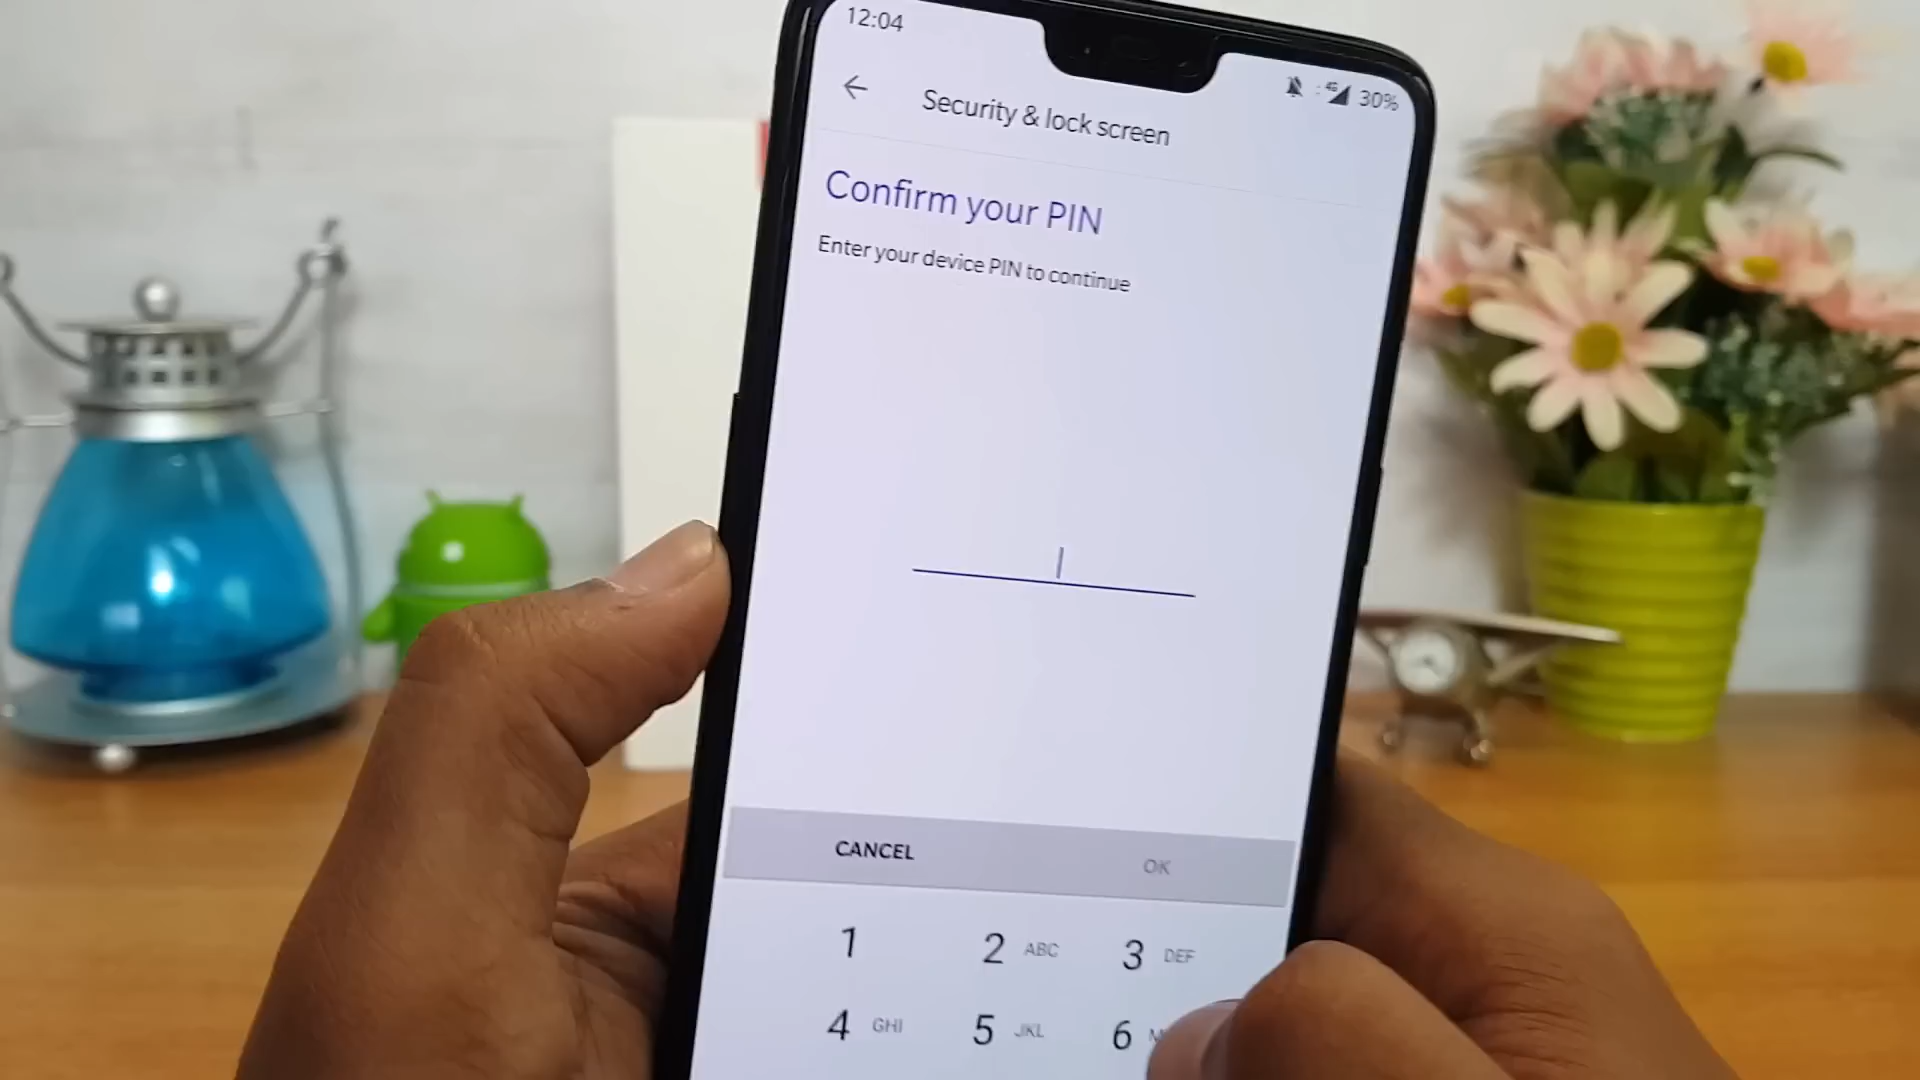 12:04
4G 30%
Security & lock screen
Confirm your PIN
Enter your device PIN to continue
CANCEL OK
1 2 ABC 3 DEF
4 GHI 5 JKL 6